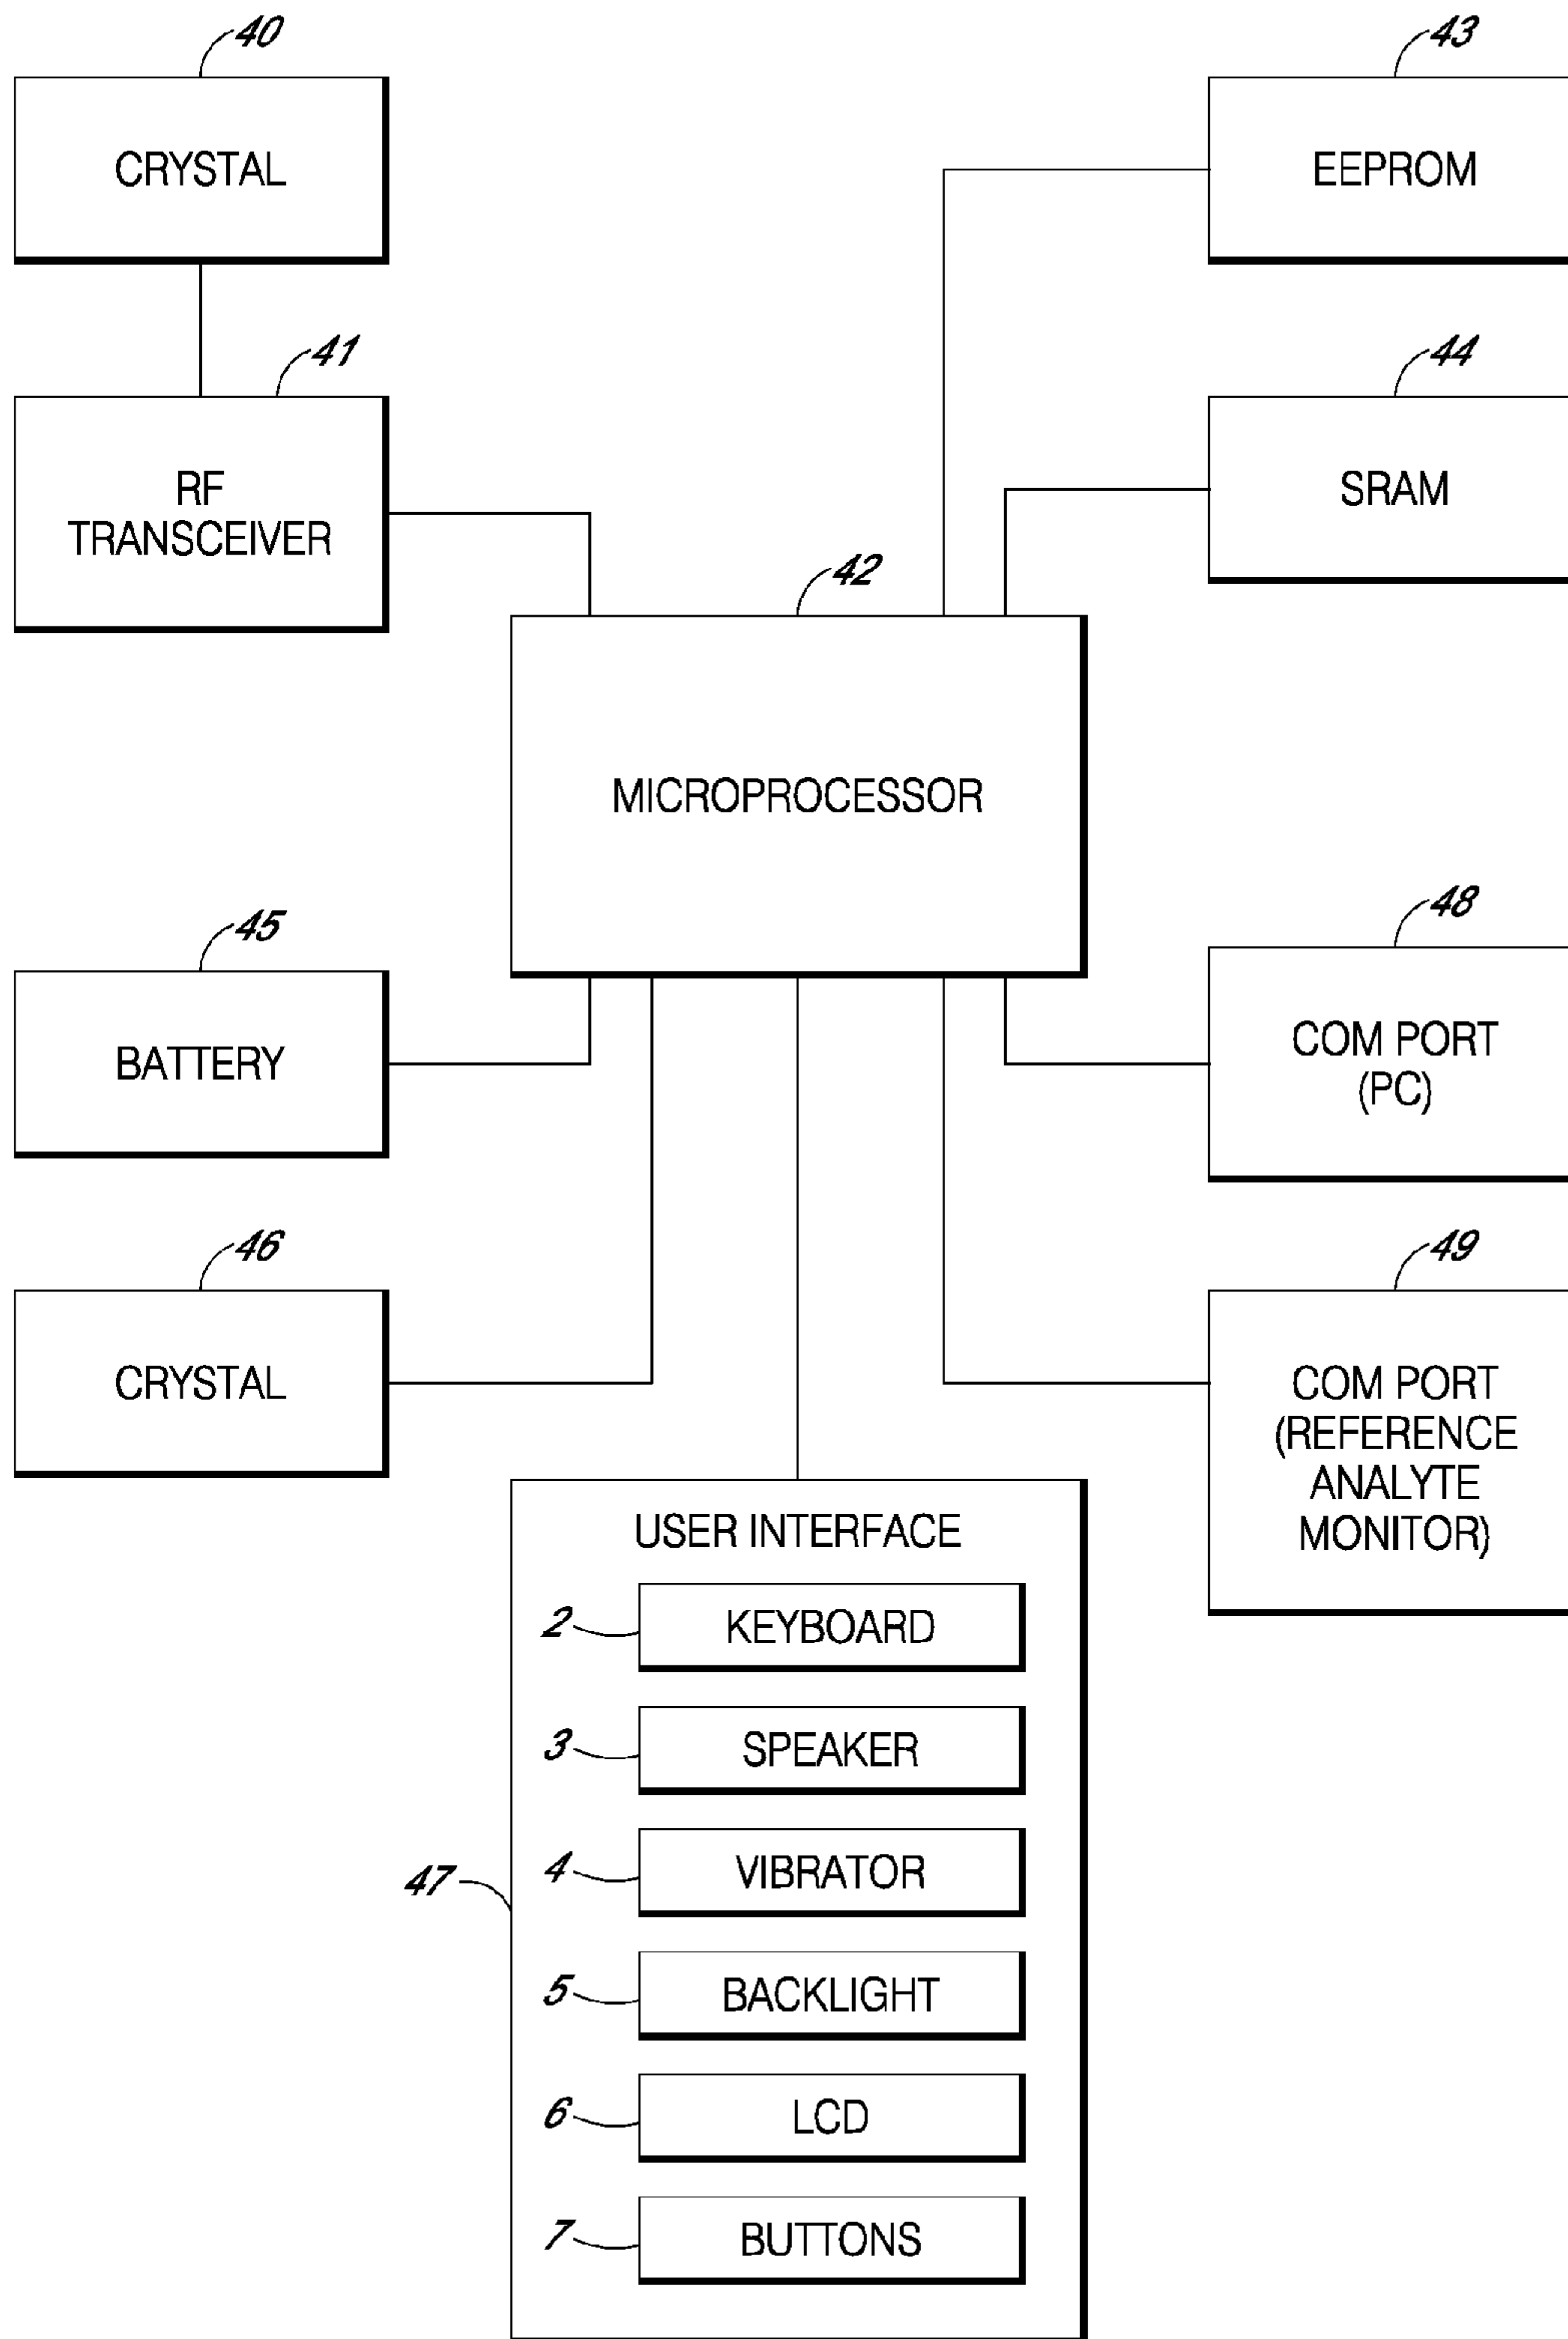 40
CRYSTAL
43
EEPROM
41
RF
TRANSCEIVER
44
SRAM
42
MICROPROCESSOR
45
BATTERY
48
COM PORT
(PC)
46
CRYSTAL
49
COM PORT
(REFERENCE
ANALYTE
MONITOR)
47
USER INTERFACE
2
KEYBOARD
3
SPEAKER
4
VIBRATOR
5
BACKLIGHT
6
LCD
7
BUTTONS